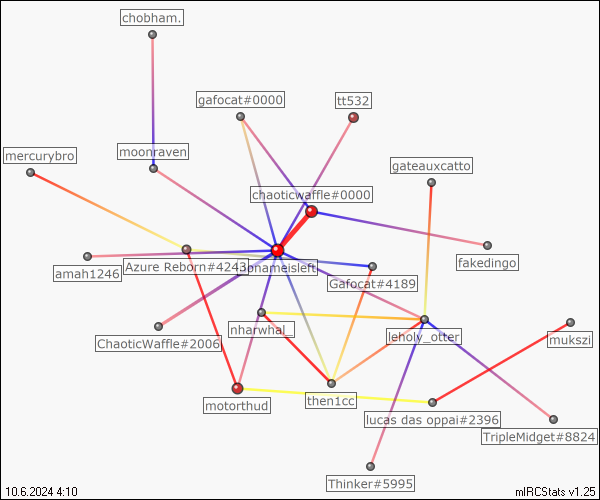 chobham.
gafocat#0000
tt532
mercurybro
moonraven
gateauxcatto
chaoticwaffle#0000
fakedingo
Azure Reborn#4243
nameisleft
amah1246
Gafocat#4189
ChaoticWaffle#2006
nharwhal_
leholy_otter
mukszi
then1cc
motorthud
lucas das oppai#2396
TripleMidget#8824
Thinker#5995
10.6.2024 4:10
mIRCStats v1.25